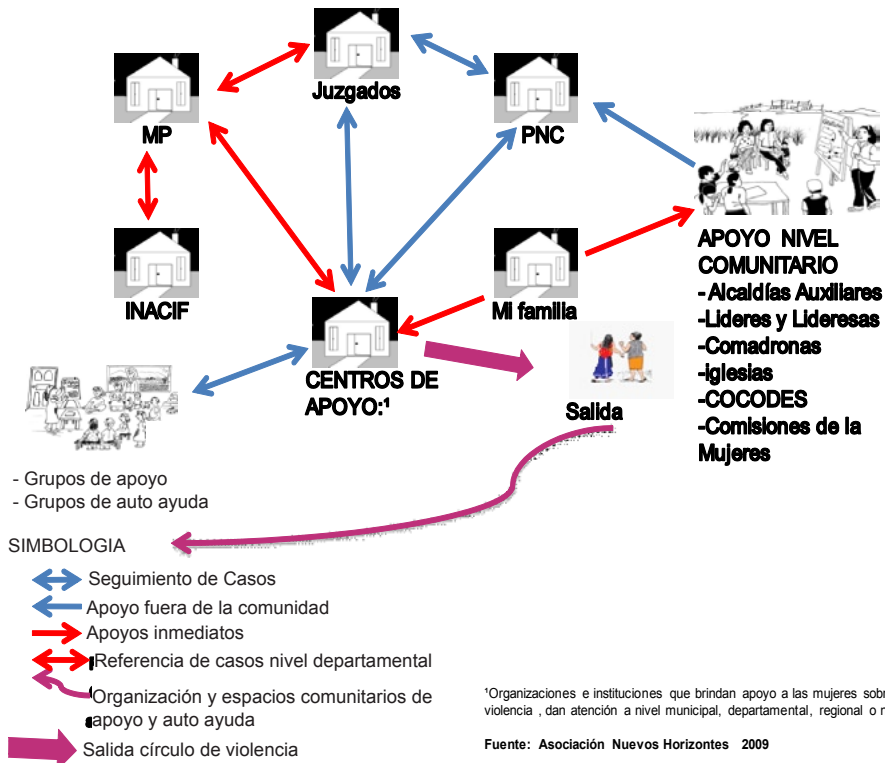 Juzgados
MP
PNC
INACIF
Mi familia
CENTROS DE
APOYO:¹
Salida
APOYO NIVEL
COMUNITARIO
- Alcaldías Auxiliares
-Lideres y Lideresas
-Comadronas
-iglesias
-COCODES
-Comisiones de la
Mujeres
- Grupos de apoyo
- Grupos de auto ayuda
SIMBOLOGIA
Seguimiento de Casos
Apoyo fuera de la comunidad
Apoyos inmediatos
Referencia de casos nivel departamental
Organización y espacios comunitarios de
apoyo y auto ayuda
Salida círculo de violencia
¹Organizaciones e instituciones que brindan apoyo a las mujeres
violencia , dan atención a nivel municipal, departamental, regional o
Fuente: Asociación Nuevos Horizontes 2009